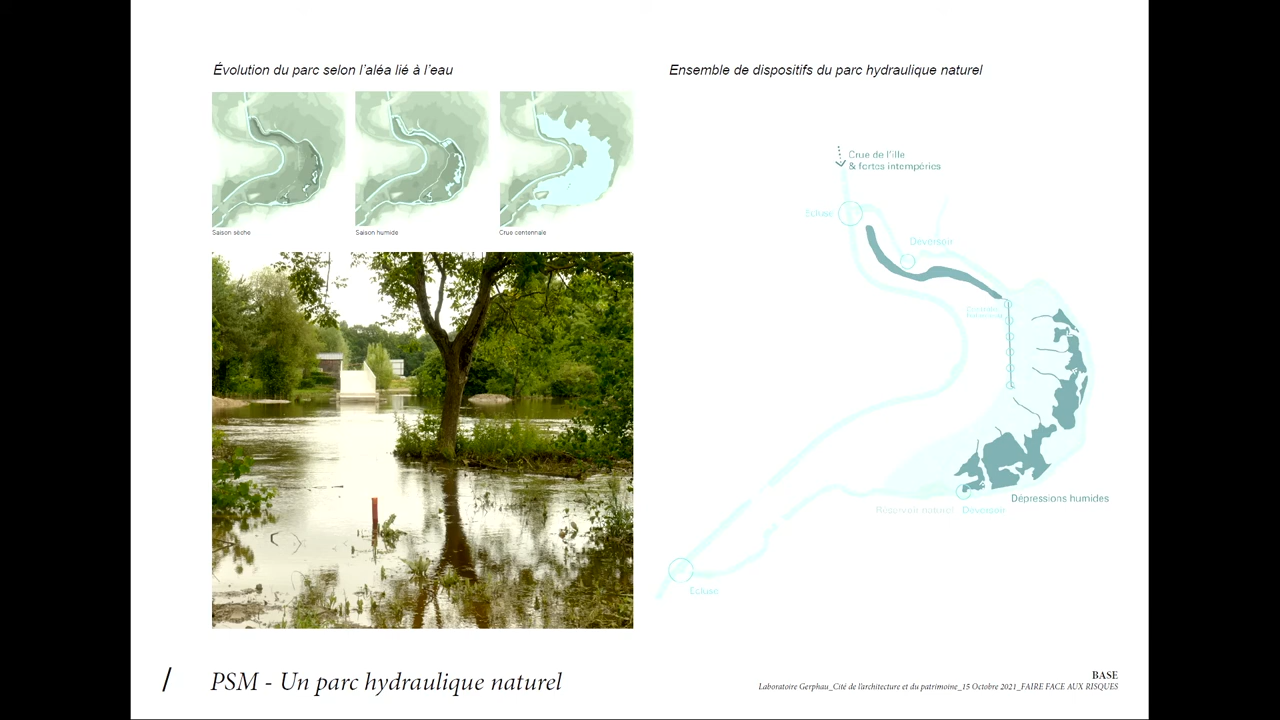 Évolution du parc selon l'aléa lié à l'eau
Ensemble de dispositifs du parc hydraulique naturel
Saison sèche
Saison humide
Crue centennale
Crue de l'ille
& fortes intempéries
Ecluse
Déversoir
Dépressions humides
Réservoir naturel
Déversoir
Ecluse
/
PSM - Un parc hydraulique naturel
BASE
Laboratoire Gerphau_Cité de l'architecture et du patrimoine_15 Octobre 2021_FAIRE FACE AUX RISQUES